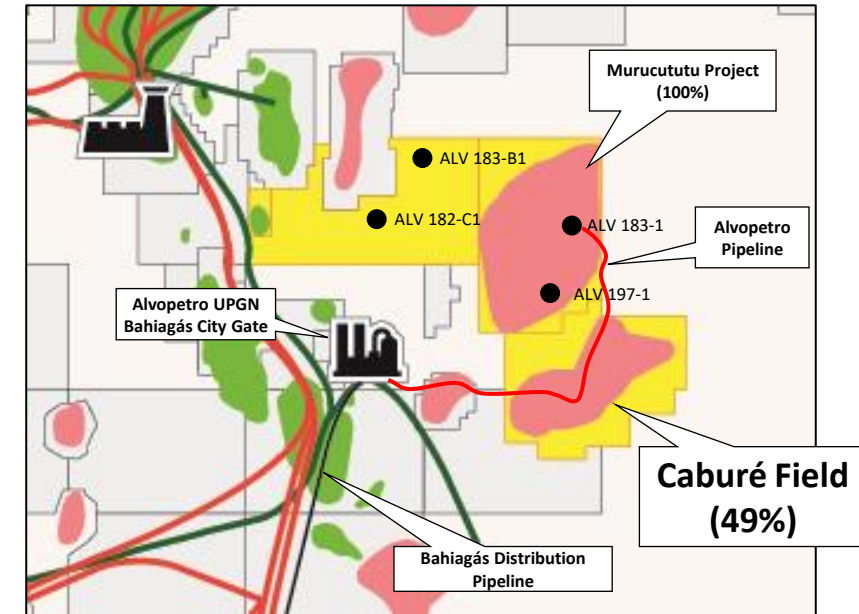 Murucututu Project
(100%)
ALV 183-B1
ALV 182-C1
ALV 183-1
Alvopetro
Pipeline
ALV 197-1
Alvopetro UPGN
Bahiagás City Gate
Caburé Field
(49%)
Bahiagás Distribution
Pipeline